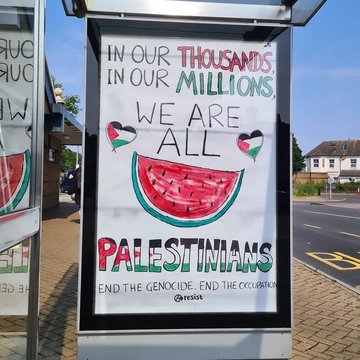 IN OUR THOUSANDS,
IN OUR MILLIONS,
WE ARE
ALL
PALESTINIANS
END THE GENOCIDE. END THE OCCUPATION
resist